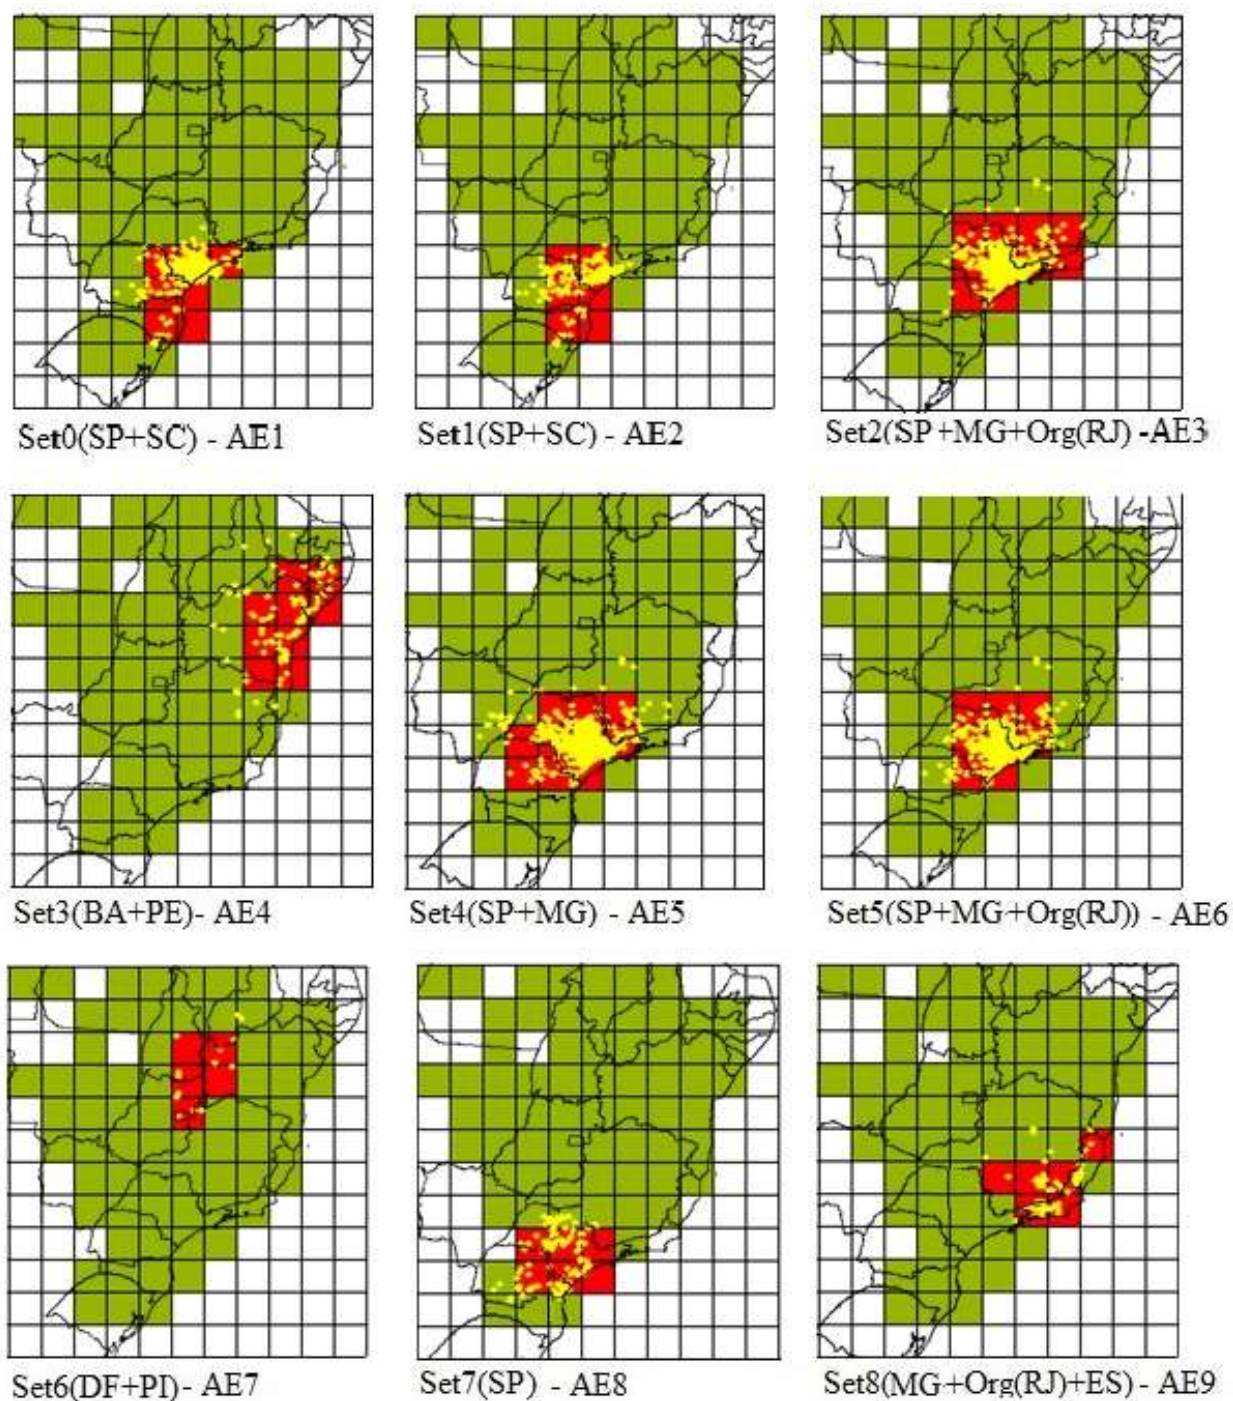 Set0(SP+SC) - AE1
Set1(SP+SC) - AE2
Set2(SP+MG+Org(RJ) -AE3
Set3(BA+PE)- AE4
Set4(SP+MG) - AE5
Set5(SP+MG+Org(RJ)) - AE6
Set6(DF+PI)- AE7
Set7(SP) - AE8
Set8(MG+Org(RJ)+ES) - AE9